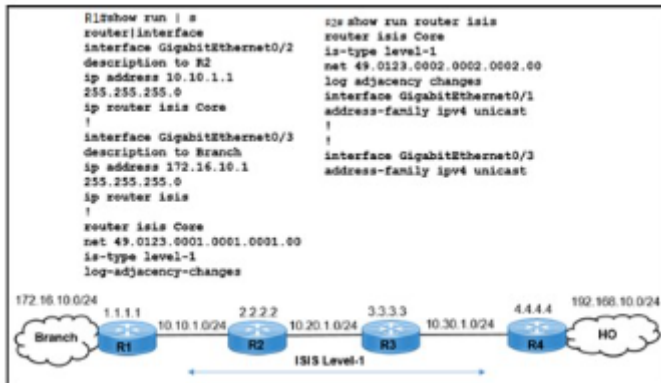 R1#show run | s
router|interface
interface GigabitEthernet0/2
description to R2
ip address 10.10.1.1
255.255.255.0
ip router isis Core
!
interface GigabitEthernet0/3
description to Branch
ip address 172.16.10.1
255.255.255.0
ip router isis
!
router isis Core
net 49.0123.0001.0001.0001.00
is-type level-1
log-adjacency-changes
R2# show run router isis
router isis Core
is-type level-1
net 49.0123.0002.0002.0002.00
log adjacency changes
interface GigabitEthernet0/1
address-family ipv4 unicast
!
!
interface GigabitEthernet0/3
address-family ipv4 unicast
172.16.10.0/24
1.1.1.1
2.2.2.2
3.3.3.3
4.4.4.4
192.168.10.0/24
Branch
R1
10.10.1.0/24
R2
10.20.1.0/24
R3
10.30.1.0/24
R4
HO
ISIS Level-1